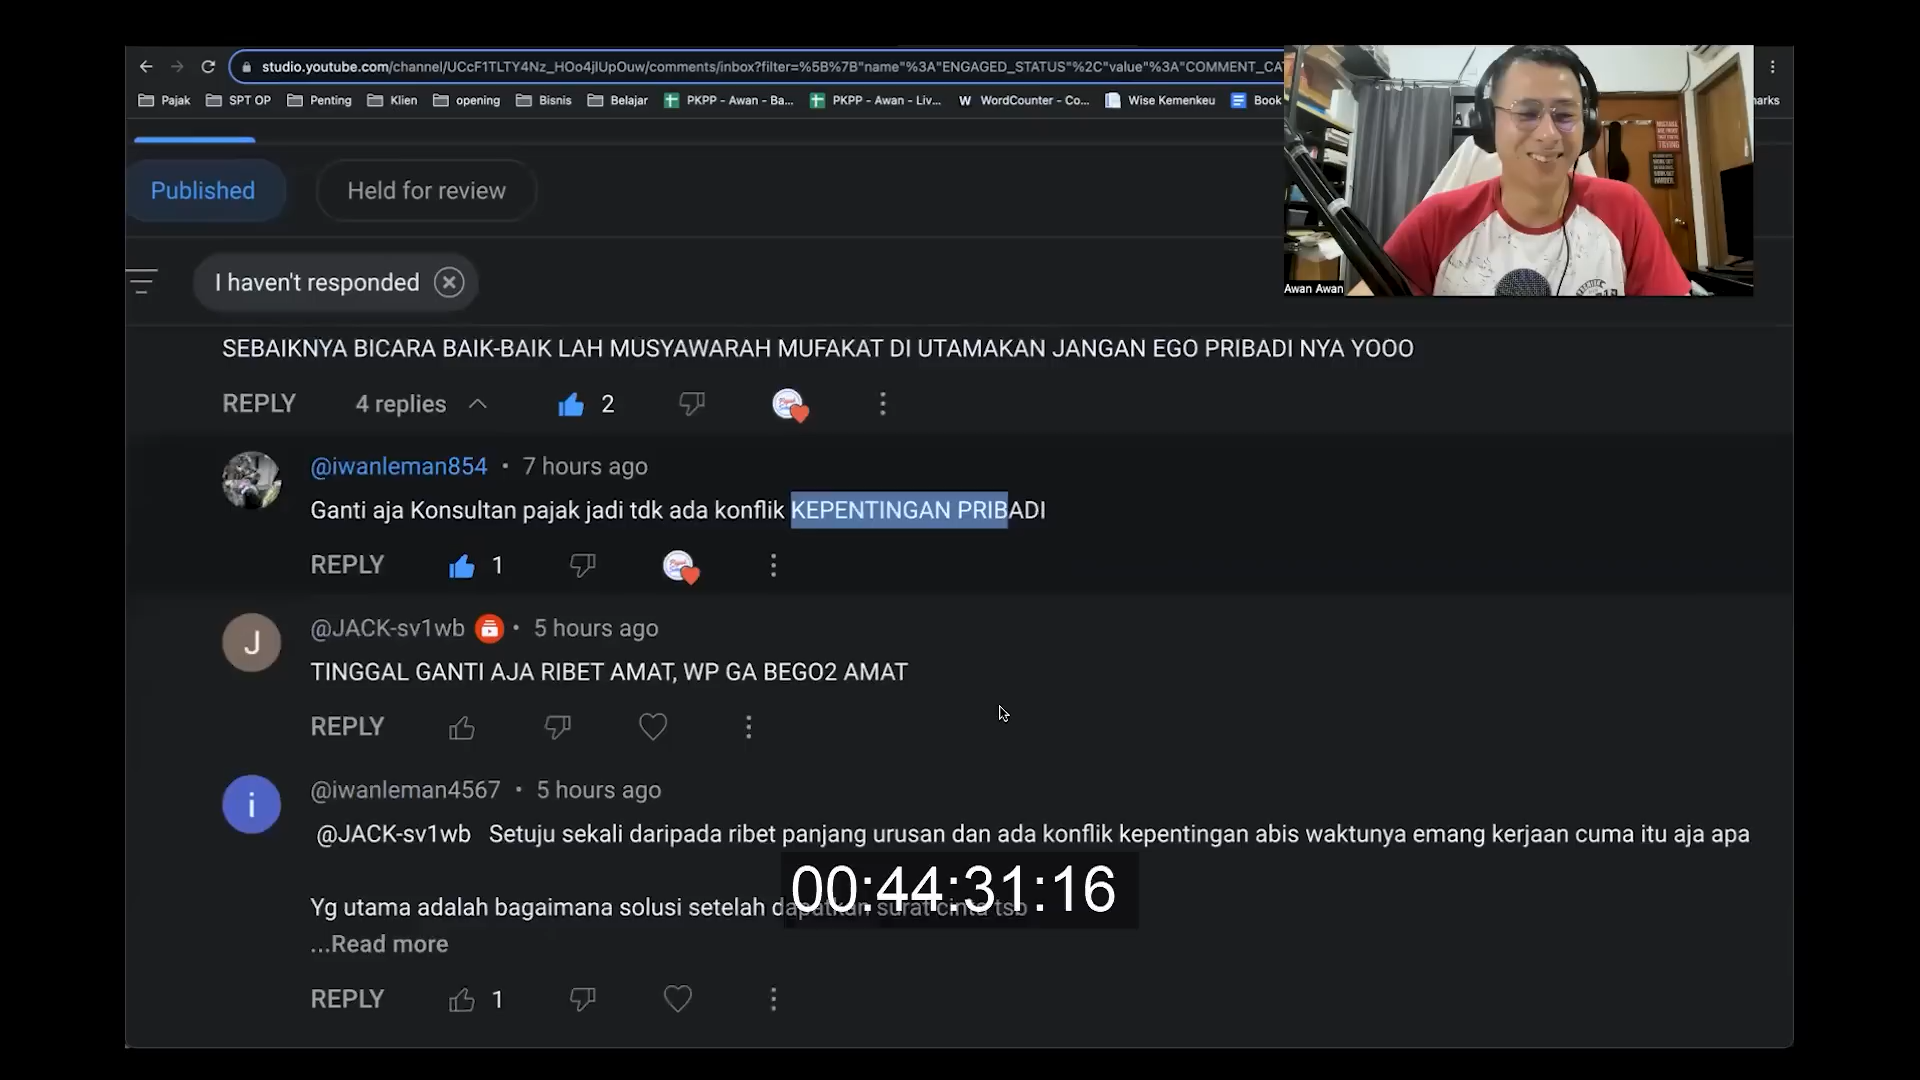 studio.youtube.com/channel/UCcF1TLTY4Nz_HOo4jlUpOuw/comments/inbox?filter=%5B%7B"name"%3A"ENGAGED_STATUS"%2C"value"%3A"COMMENT_CA
Pajak SPT OP Penting Klien opening Bisnis Belajar PKPP - Awan - Ba... PKPP - Awan - Liv... WordCounter - Co... Wise Kemenkeu Book arks
Published Held for review
Awan Awan
I haven't responded
SEBAIKNYA BICARA BAIK-BAIK LAH MUSYAWARAH MUFAKAT DI UTAMAKAN JANGAN EGO PRIBADI NYA YOOO
REPLY 4 replies 2
@iwanleman854 • 7 hours ago
Ganti aja Konsultan pajak jadi tdk ada konflik KEPENTINGAN PRIBADI
REPLY 1
J @JACK-sv1wb • 5 hours ago
TINGGAL GANTI AJA RIBET AMAT, WP GA BEGO2 AMAT
REPLY
i @iwanleman4567 • 5 hours ago
@JACK-sv1wb Setuju sekali daripada ribet panjang urusan dan ada konflik kepentingan abis waktunya emang kerjaan cuma itu aja apa
00:44:31:16
Yg utama adalah bagaimana solusi setelah dapatkan surat cinta tsb
...Read more
REPLY 1